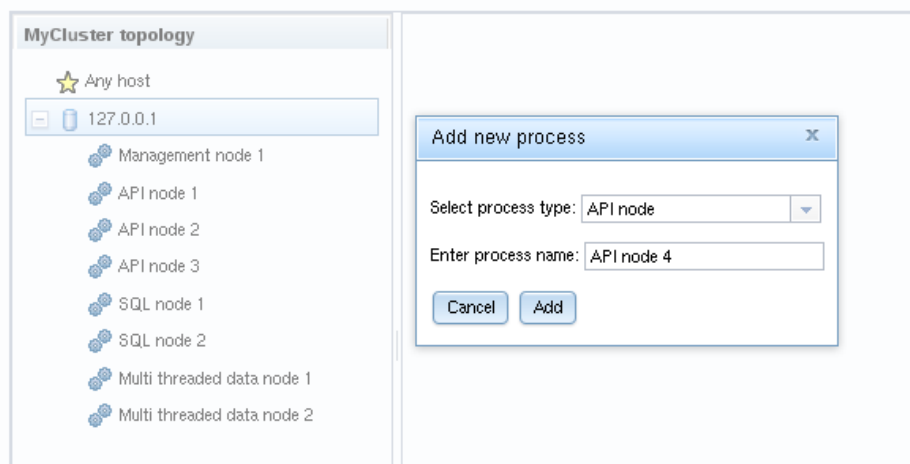 MyCluster topology
Any host
127.0.0.1
Management node 1
API node 1
API node 2
API node 3
SQL node 1
SQL node 2
Multi threaded data node 1
Multi threaded data node 2
Add new process x
Select process type: API node
Enter process name: API node 4
Cancel Add